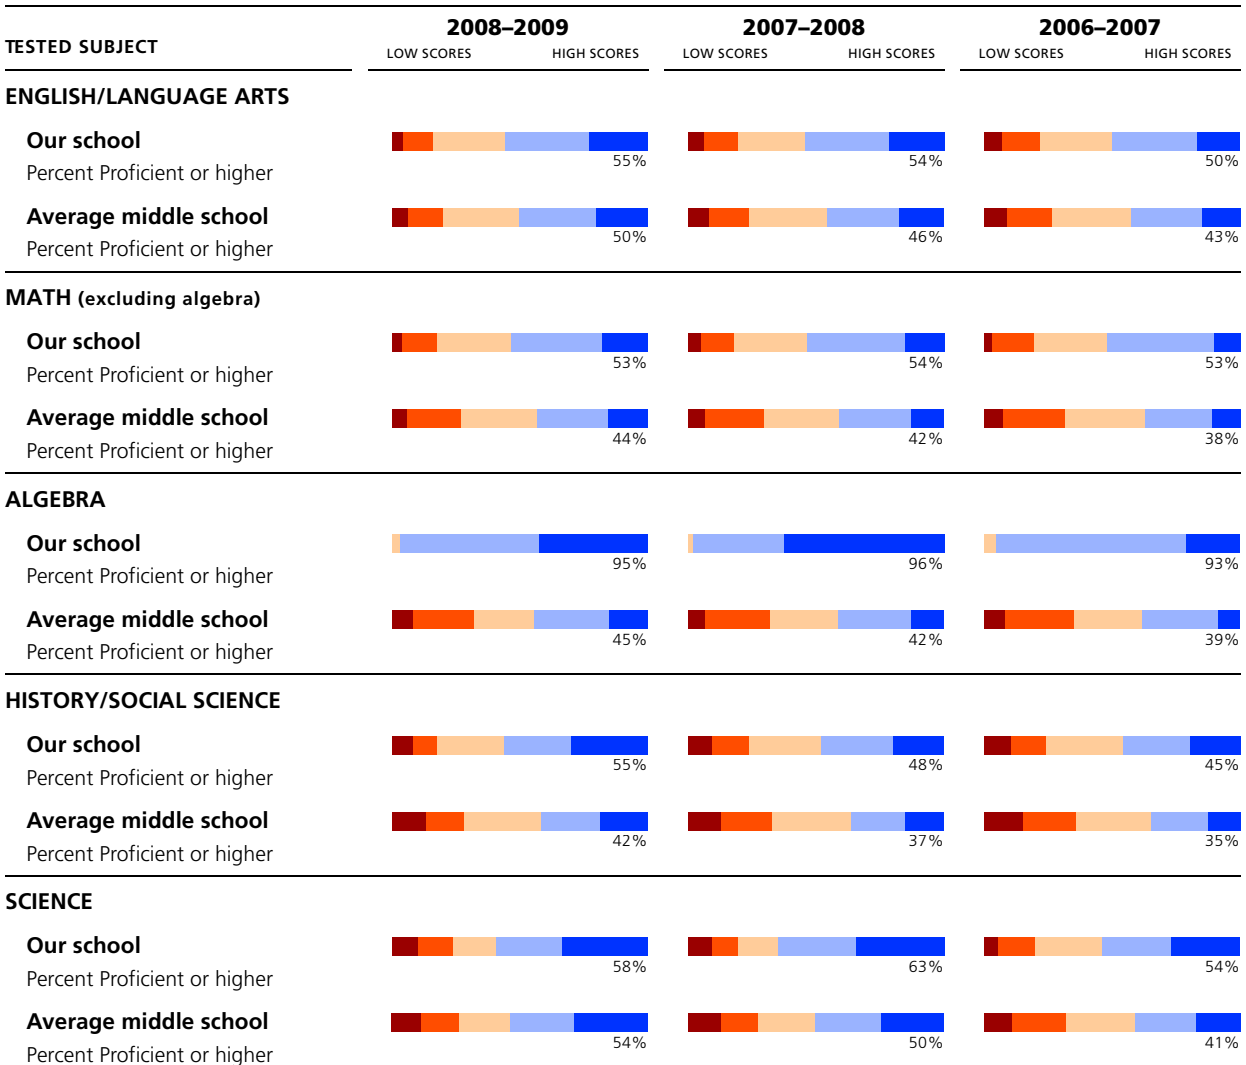 2008–2009 2007–2008 2006–2007
TESTED SUBJECT LOW SCORES HIGH SCORES LOW SCORES HIGH SCORES LOW SCORES HIGH SCORES
ENGLISH/LANGUAGE ARTS
Our school
55% 54% 50%
Percent Proficient or higher
Average middle school
50% 46% 43%
Percent Proficient or higher
MATH (excluding algebra)
Our school
53% 54% 53%
Percent Proficient or higher
Average middle school
44% 42% 38%
Percent Proficient or higher
ALGEBRA
Our school
95% 96% 93%
Percent Proficient or higher
Average middle school
45% 42% 39%
Percent Proficient or higher
HISTORY/SOCIAL SCIENCE
Our school
55% 48% 45%
Percent Proficient or higher
Average middle school
42% 37% 35%
Percent Proficient or higher
SCIENCE
Our school
58% 63% 54%
Percent Proficient or higher
Average middle school
54% 50% 41%
Percent Proficient or higher